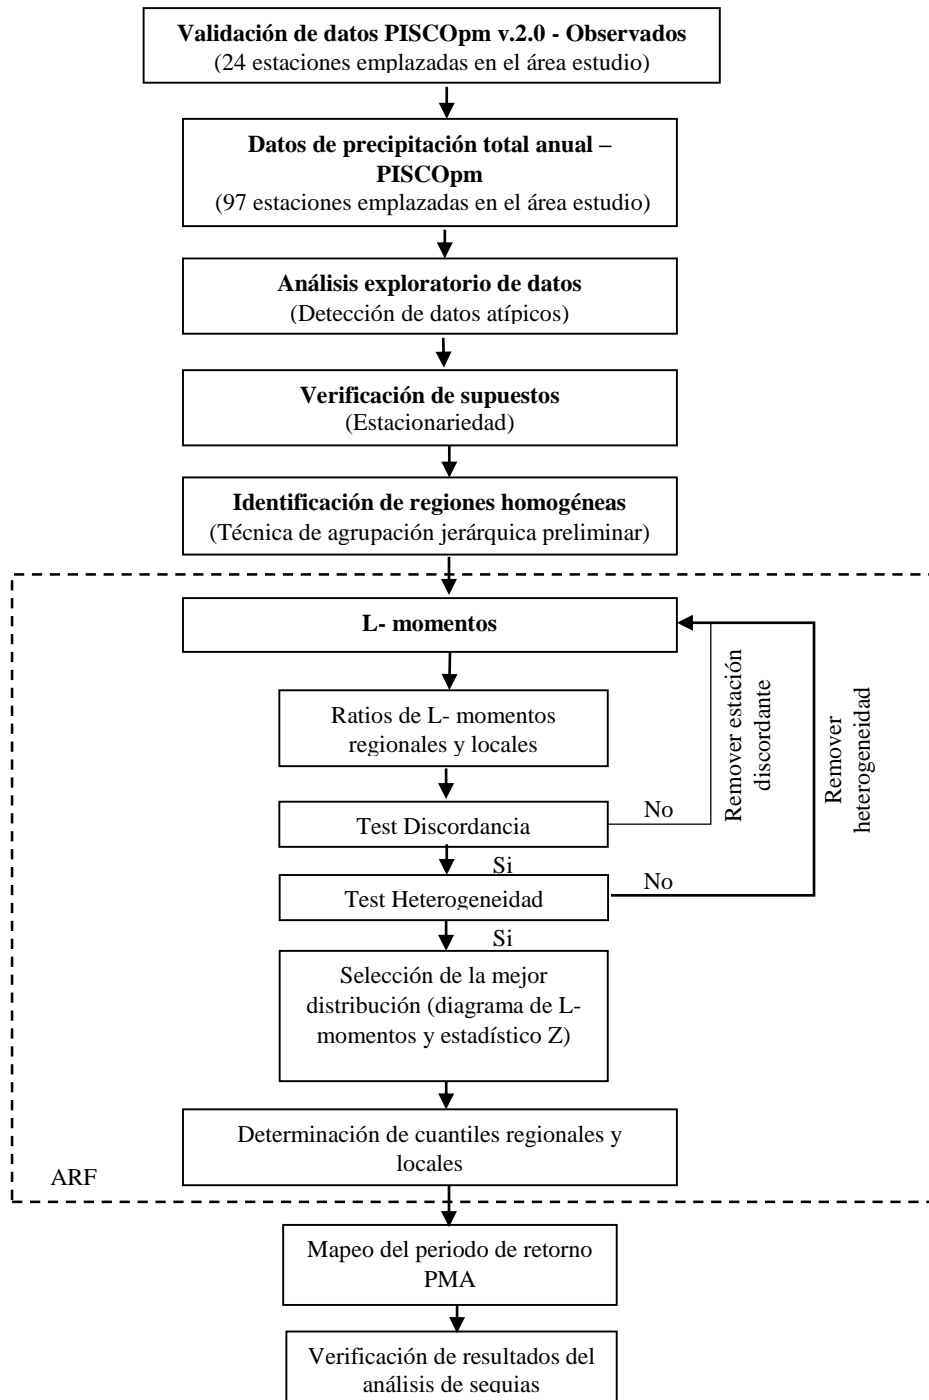 Validación de datos PISCOpm v.2.0 - Observados
(24 estaciones emplazadas en el área estudio)
Datos de precipitación total anual –
PISCOpm
(97 estaciones emplazadas en el área estudio)
Análisis exploratorio de datos
(Detección de datos atípicos)
Verificación de supuestos
(Estacionariedad)
Identificación de regiones homogéneas
(Técnica de agrupación jerárquica preliminar)
L- momentos
Ratios de L- momentos
regionales y locales
Test Discordancia
No
Remover estación
discordante
Si
Test Heterogeneidad
No
Remover
heterogeneidad
Si
Selección de la mejor
distribución (diagrama de L-
momentos y estadístico Z)
Determinación de cuantiles regionales y
locales
ARF
Mapeo del periodo de retorno
PMA
Verificación de resultados del
análisis de sequias